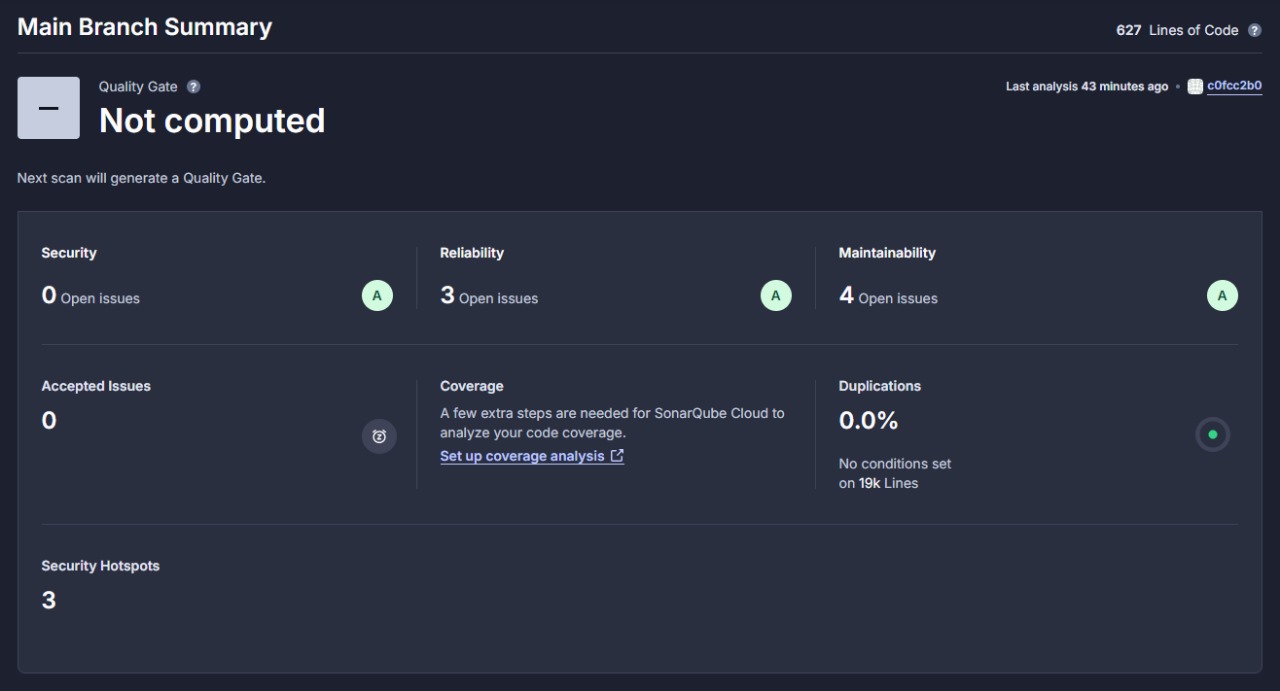 Main Branch Summary
627 Lines of Code ?
Quality Gate ?
Last analysis 43 minutes ago • c0fcc2b0
Not computed
Next scan will generate a Quality Gate.
Security
0 Open issues
A
Reliability
3 Open issues
A
Maintainability
4 Open issues
A
Accepted Issues
0
Coverage
A few extra steps are needed for SonarQube Cloud to
analyze your code coverage.
Set up coverage analysis
Duplications
0.0%
No conditions set
on 19k Lines
Security Hotspots
3